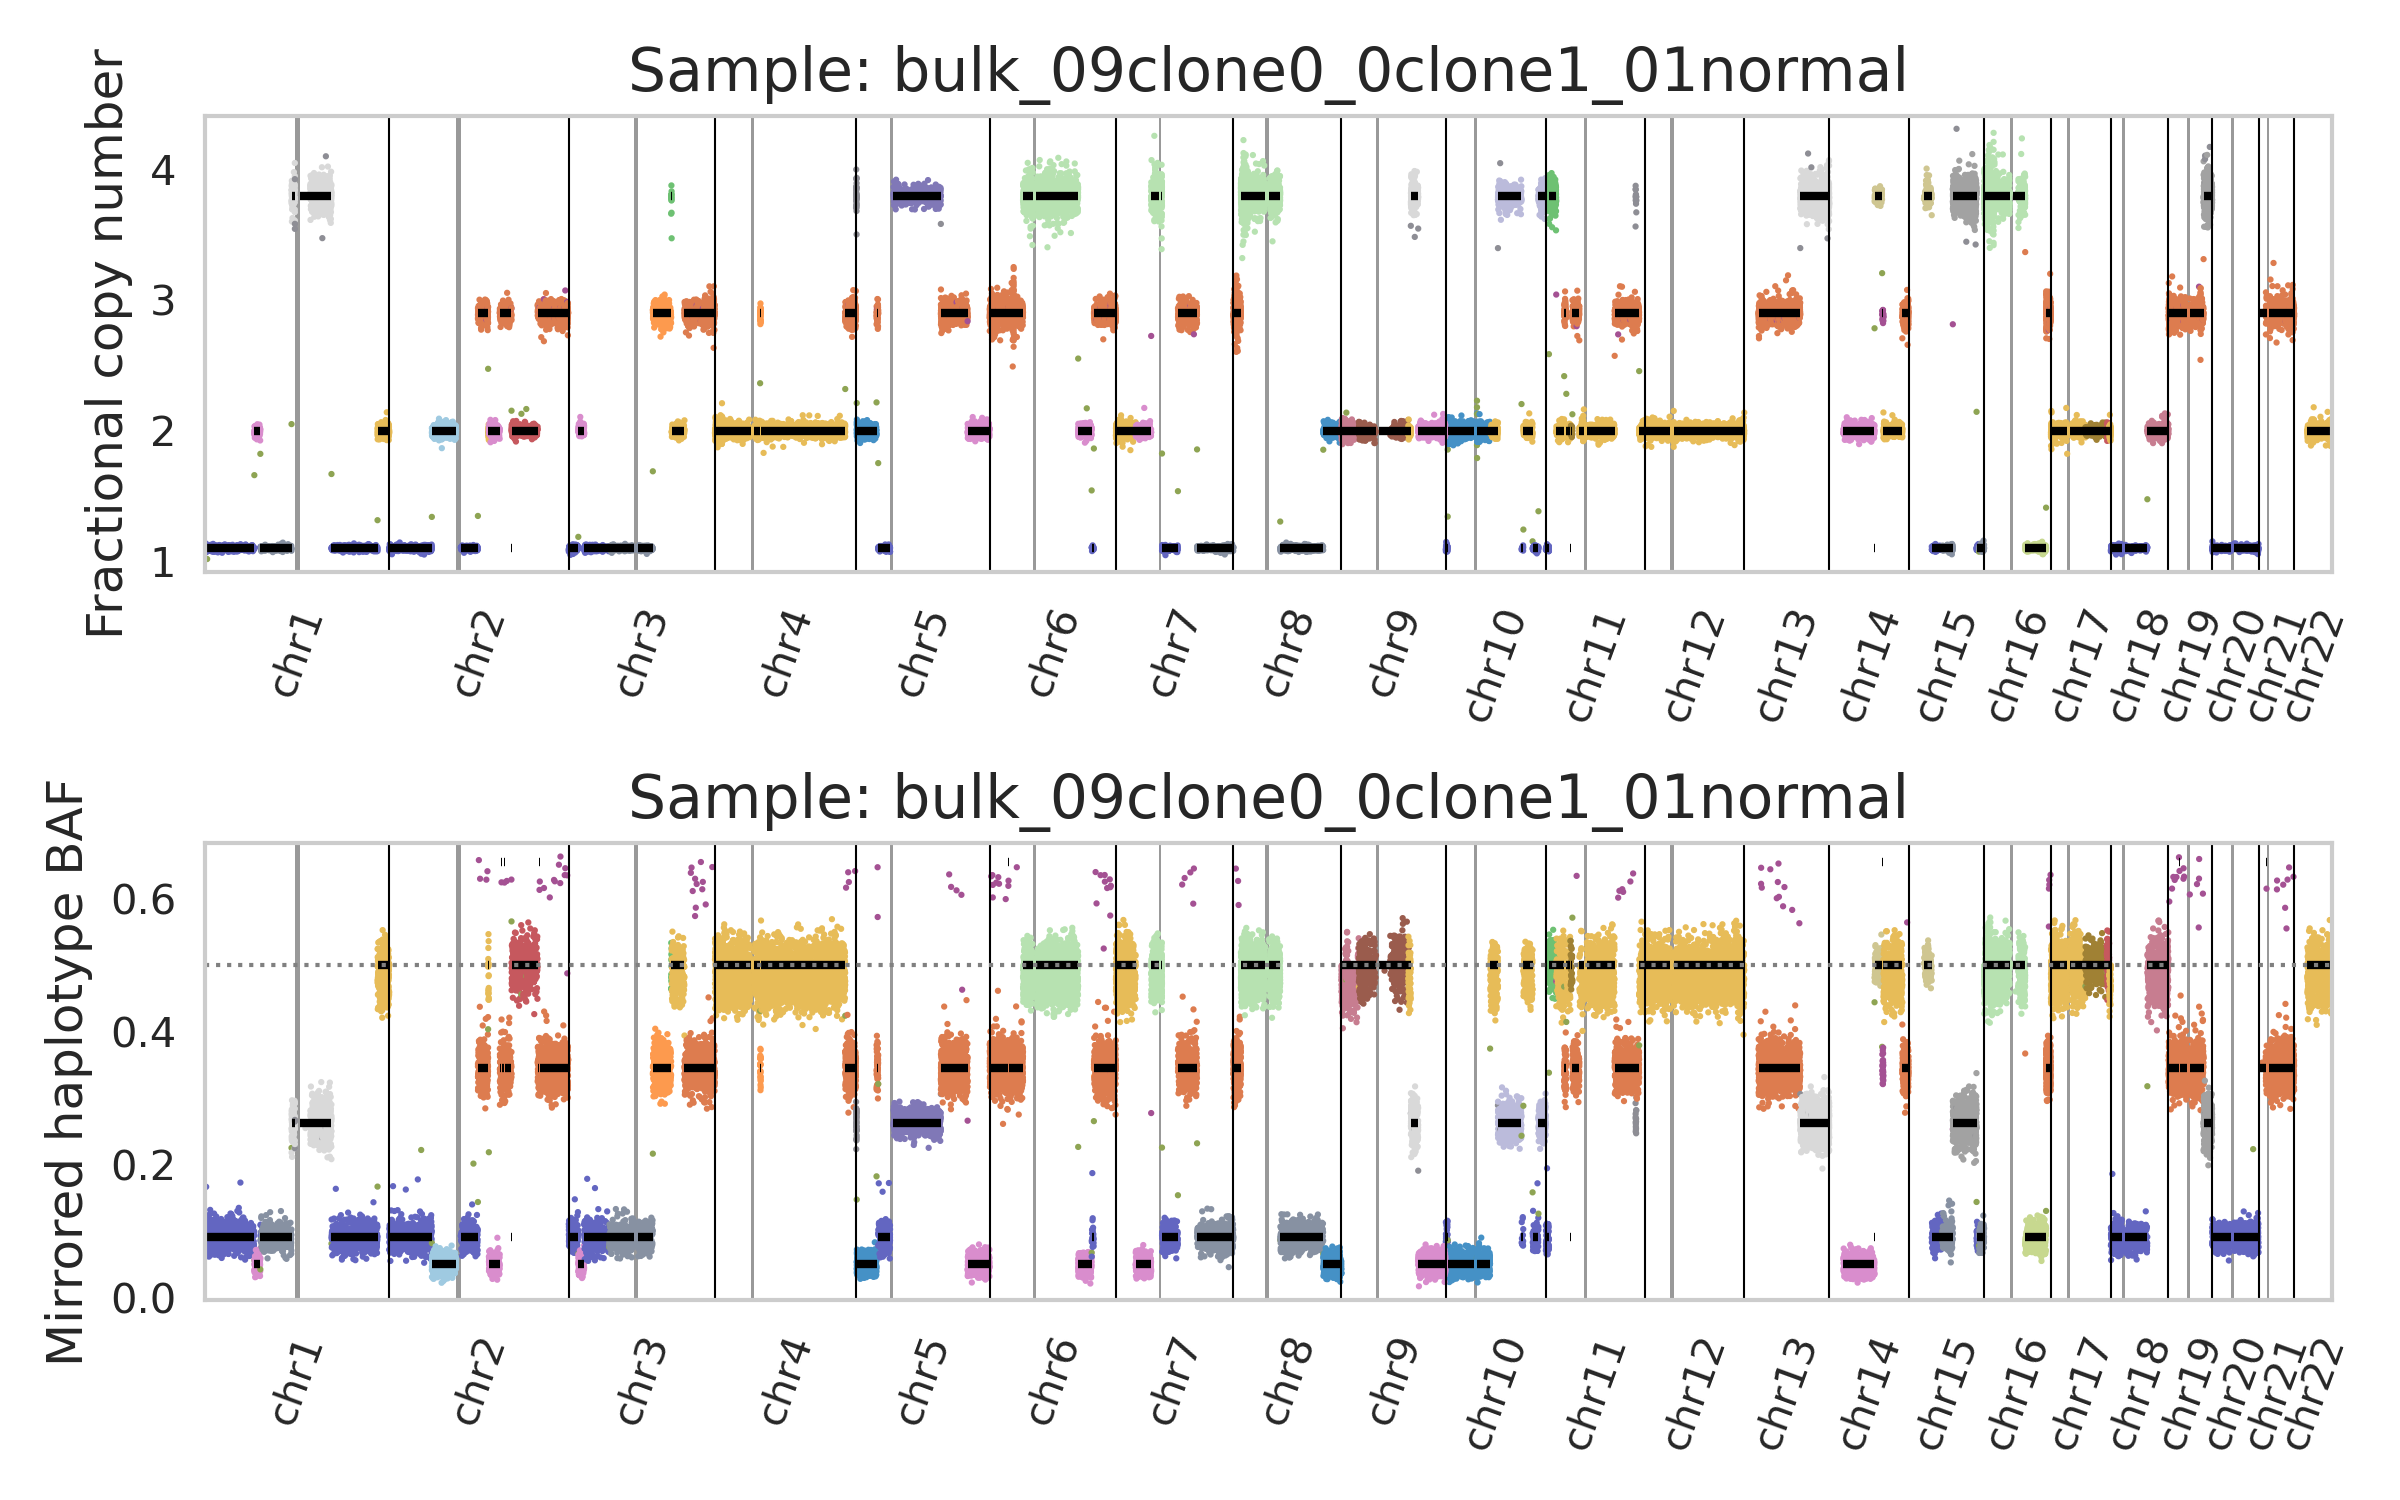 Sample: bulk_09clone0_0clone1_01normal
Fractional copy number
4
3
2
1
chr1 chr2 chr3 chr4 chr5 chr6 chr7 chr8 chr9 chr10 chr11 chr12 chr13 chr14 chr15 chr16 chr17 chr18 chr19 chr20 chr21 chr22
Sample: bulk_09clone0_0clone1_01normal
Mirrored haplotype BAF
0.6
0.4
0.2
0.0
chr1 chr2 chr3 chr4 chr5 chr6 chr7 chr8 chr9 chr10 chr11 chr12 chr13 chr14 chr15 chr16 chr17 chr18 chr19 chr20 chr21 chr22